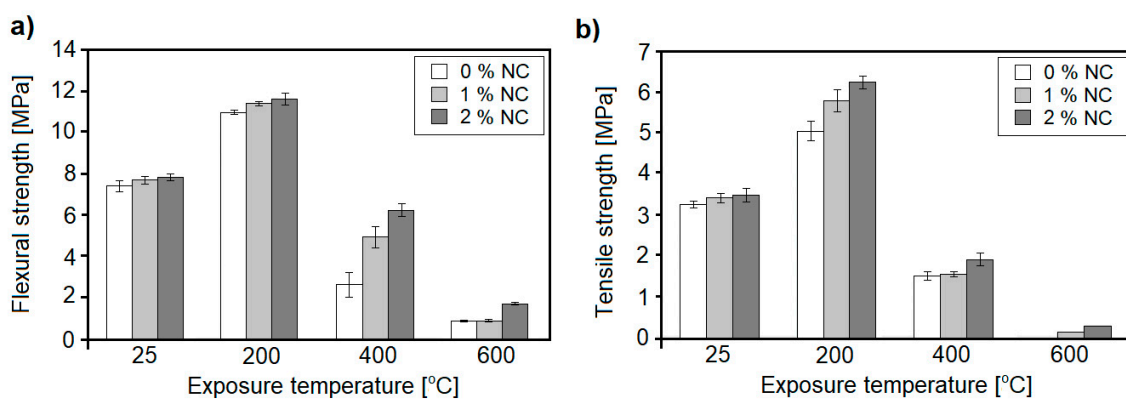 a)
Flexural strength [MPa]
14
12
10
8
6
4
2
0
0 % NC
1 % NC
2 % NC
25 200 400 600
Exposure temperature [°C]
b)
Tensile strength [MPa]
7
6
5
4
3
2
1
0
0 % NC
1 % NC
2 % NC
25 200 400 600
Exposure temperature [°C]